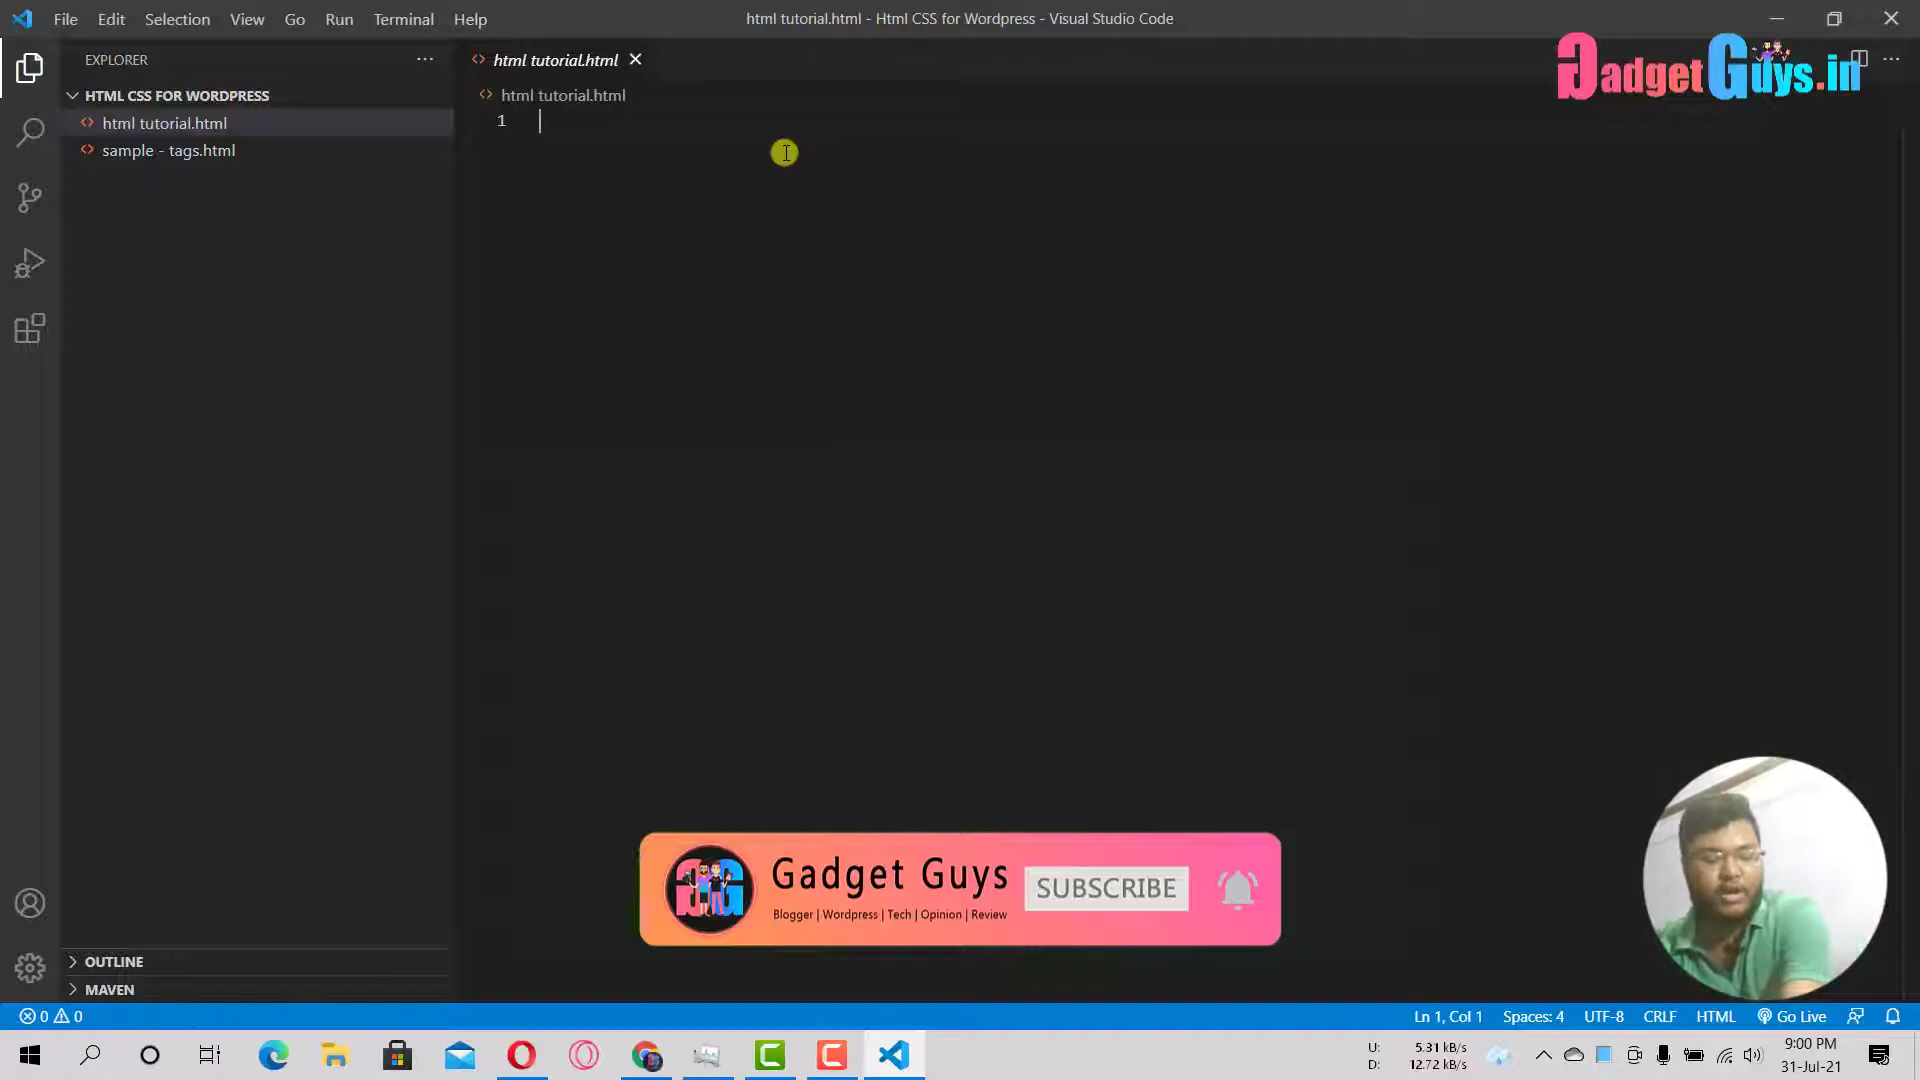 File Edit Selection View Go Run Terminal Help
html tutorial.html - Html CSS for Wordpress - Visual Studio Code
GadgetGuys.in
EXPLORER
html tutorial.html
HTML CSS FOR WORDPRESS
html tutorial.html
html tutorial.html
1
sample - tags.html
GG
Gadget Guys
SUBSCRIBE
Blogger | Wordpress | Tech | Opinion | Review
OUTLINE
MAVEN
0 0
Ln 1, Col 1 Spaces: 4 UTF-8 CRLF HTML Go Live
U: 5.31 kB/s
D: 12.72 kB/s
9:00 PM
31-Jul-21